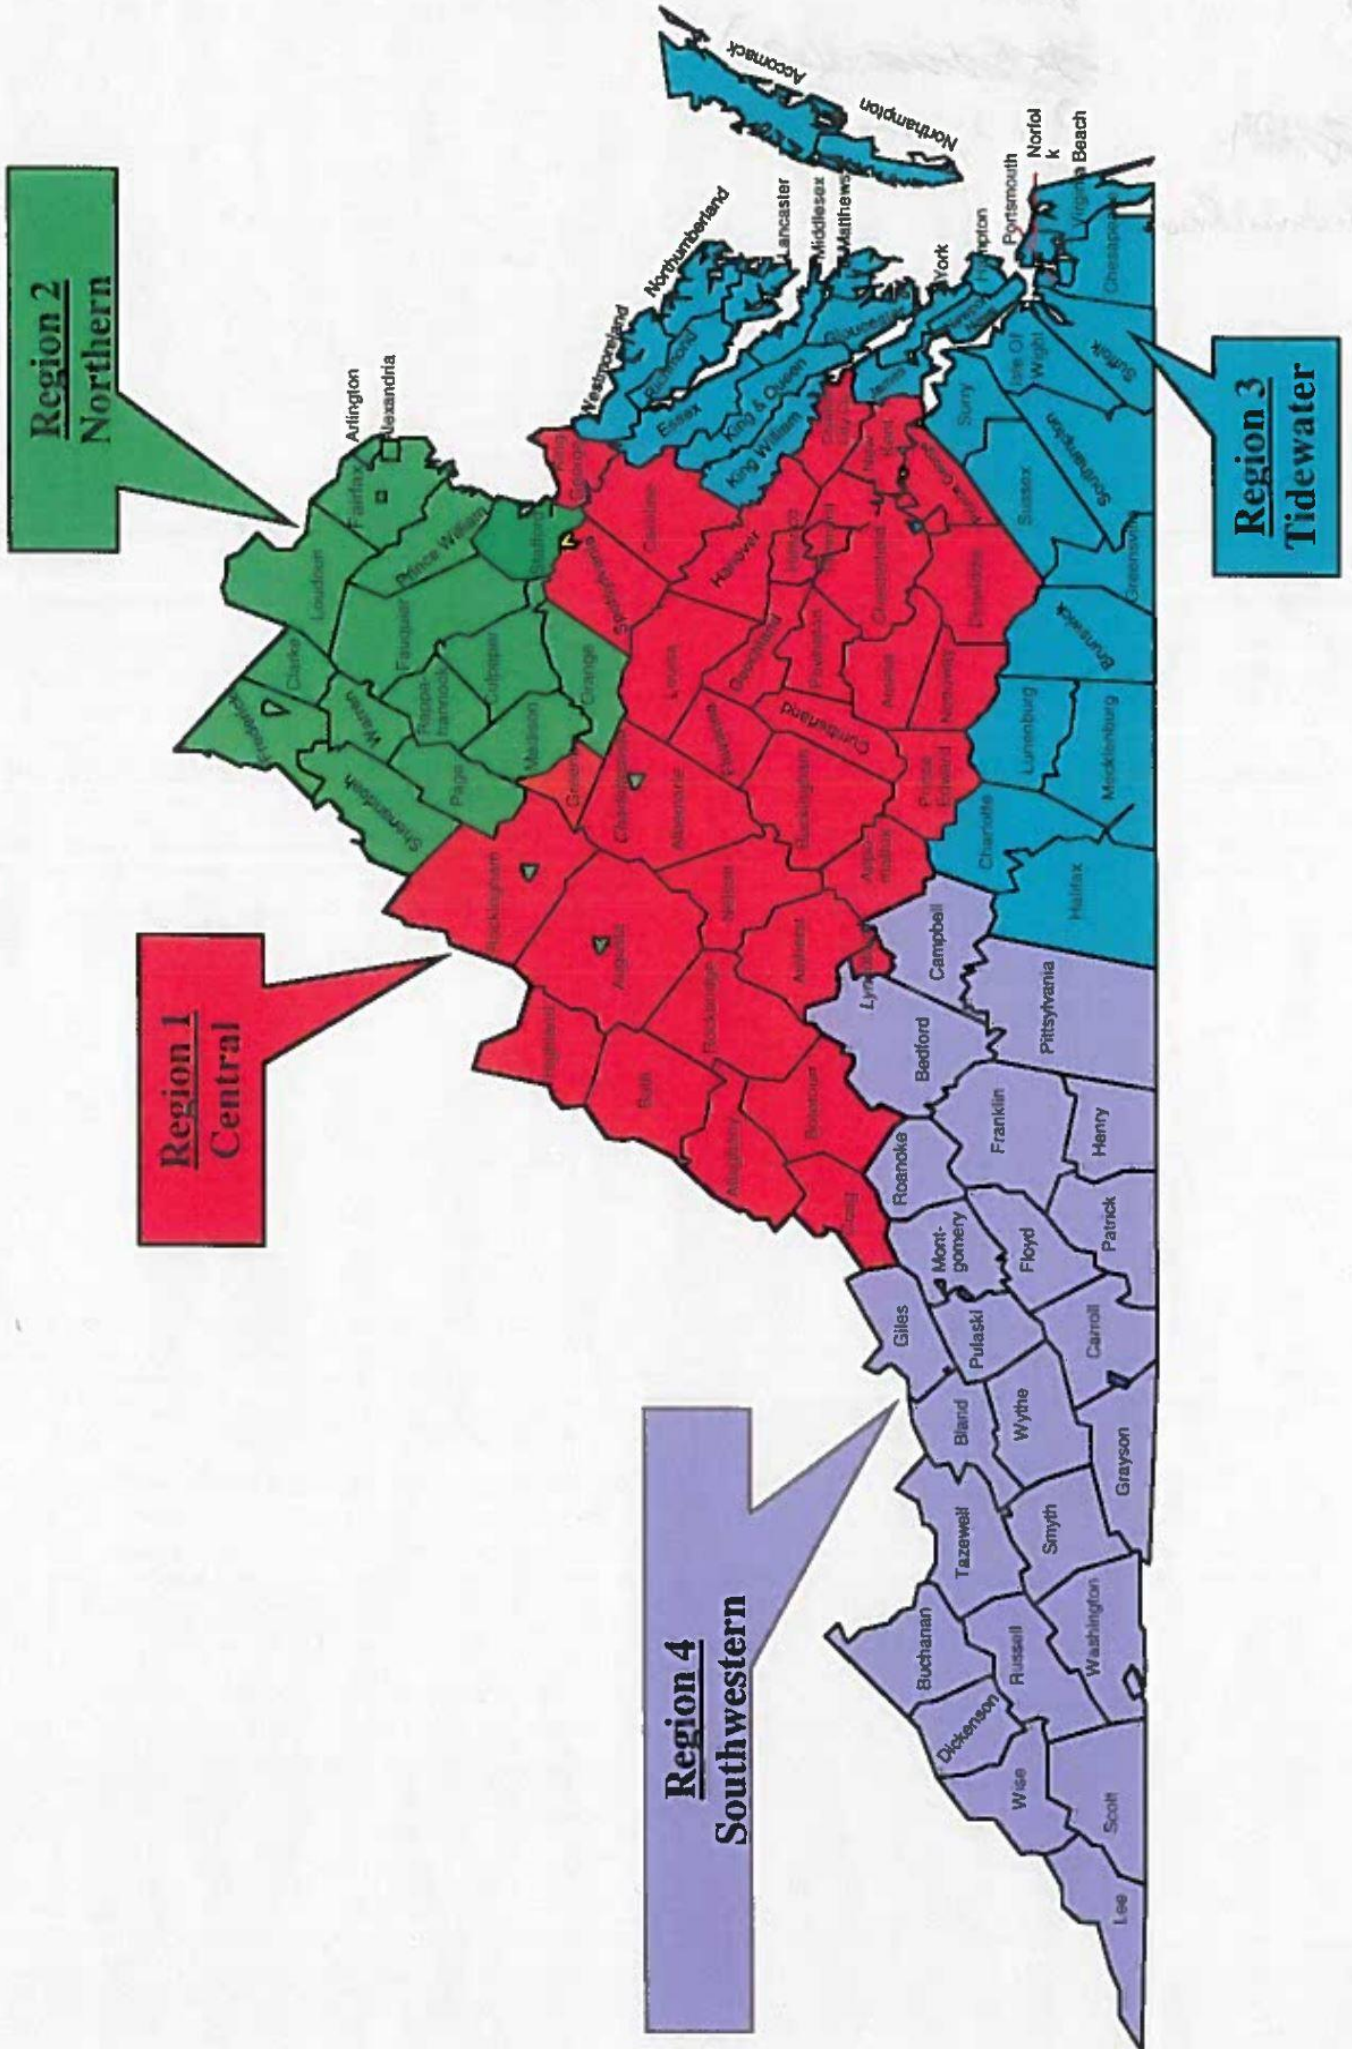 Region 2
Northern
Region 1
Central
Region 4
Southwestern
Region 3
Tidewater
Arlington
Alexandria
Fairfax
Loudoun
Prince William
Stafford
Clarke
Frederick
Fauquier
Warren
Rappa-
hannock
Culpeper
Madison
Orange
Page
Shenandoah
Rockingham
Augusta
Highland
Bath
Rockbridge
Alleghany
Botetourt
Craig
Amherst
Nelson
Albemarle
Fluvanna
Louisa
Goochland
Hanover
Caroline
King
George
Powhatan
Chesterfield
Amelia
Nottoway
Dinwiddie
Cumberland
Buckingham
Prince
Edward
Appo-
mattox
New
Kent
Westmoreland
Northumberland
Richmond
Lancaster
Middlesex
Matthews
Essex
King & Queen
King William
Gloucester
York
James
Accomack
Northampton
Portsmouth
Norfol
k
Virginia Beach
Chesapeake
Suffolk
Isle Of
Wight
Surry
Sussex
Southampton
Greensville
Brunswick
Lunenburg
Mecklenburg
Charlotte
Halifax
Campbell
Pittsylvania
Bedford
Franklin
Henry
Roanoke
Mont-
gomery
Floyd
Patrick
Giles
Pulaski
Carroll
Bland
Wythe
Grayson
Tazewell
Smyth
Buchanan
Russell
Washington
Dickenson
Wise
Scott
Lee